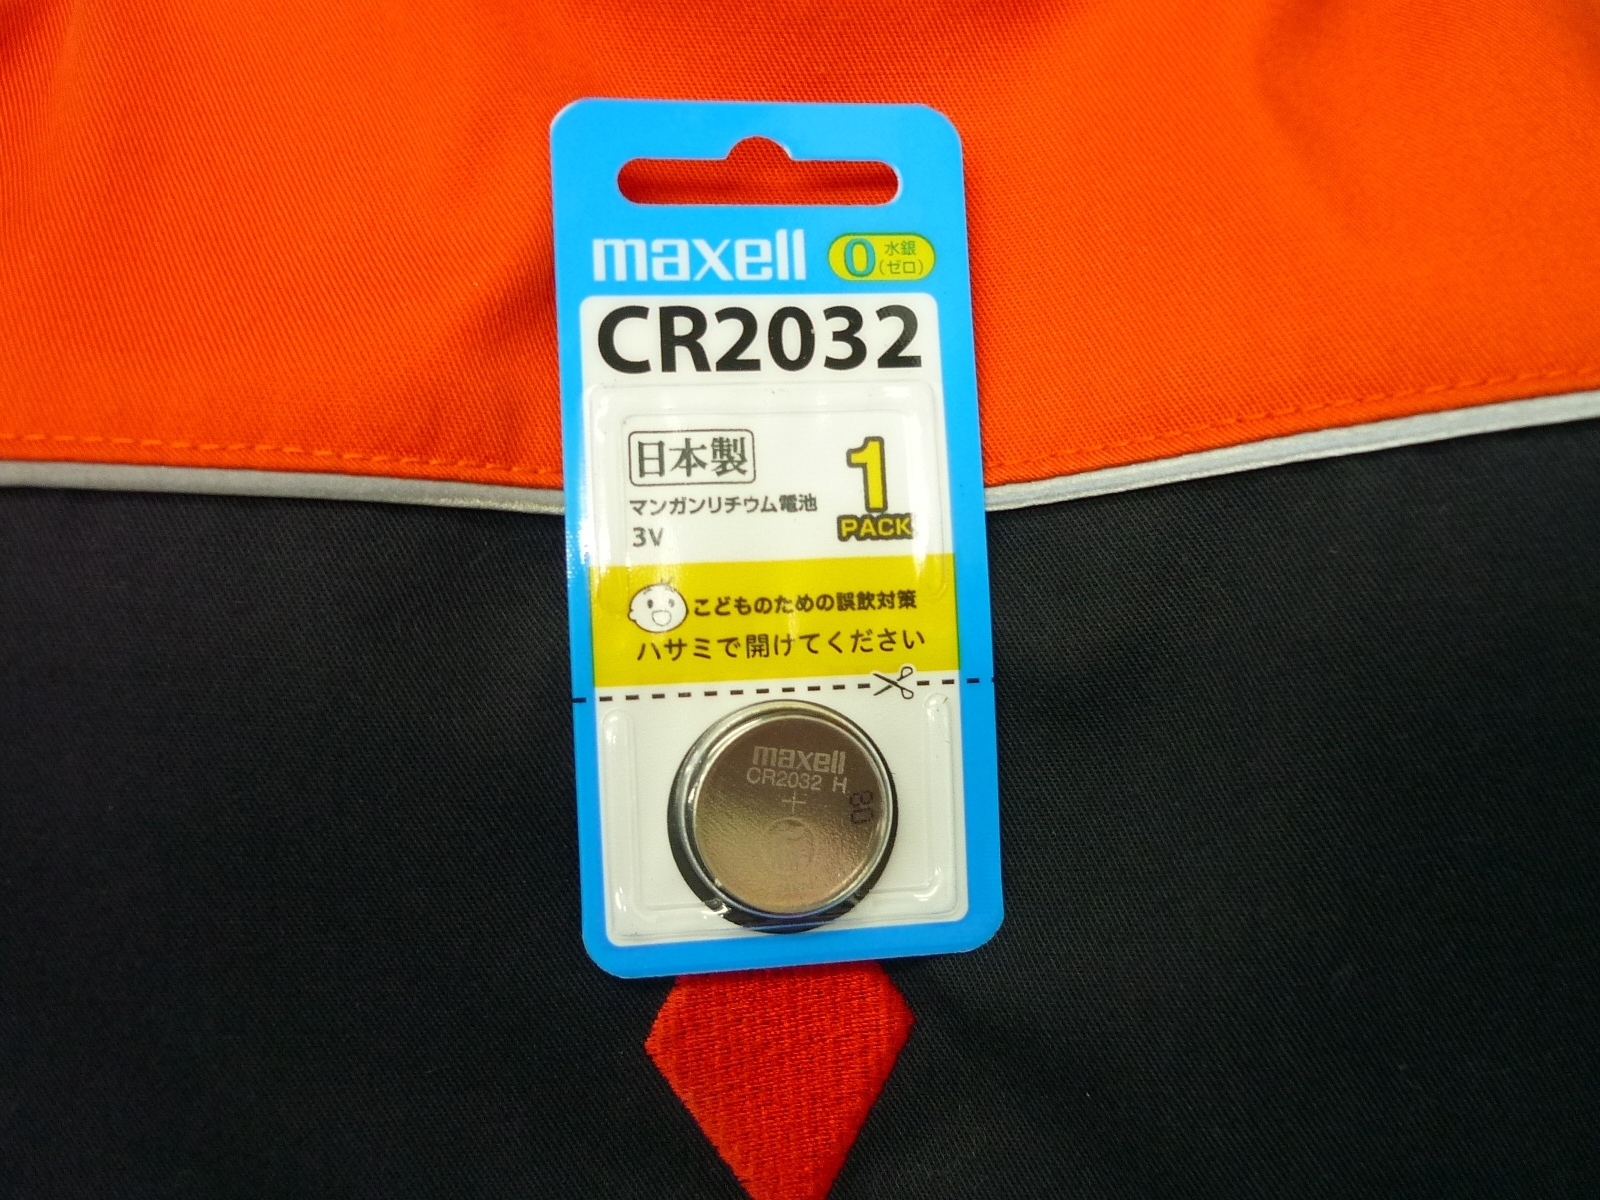 maxell
0 水銀
(ゼロ)
CR2032
日本製
マンガンリチウム電池
3V
1
PACK
こどものための誤飲対策
ハサミで開けてください
maxell
CR2032 H
+
80